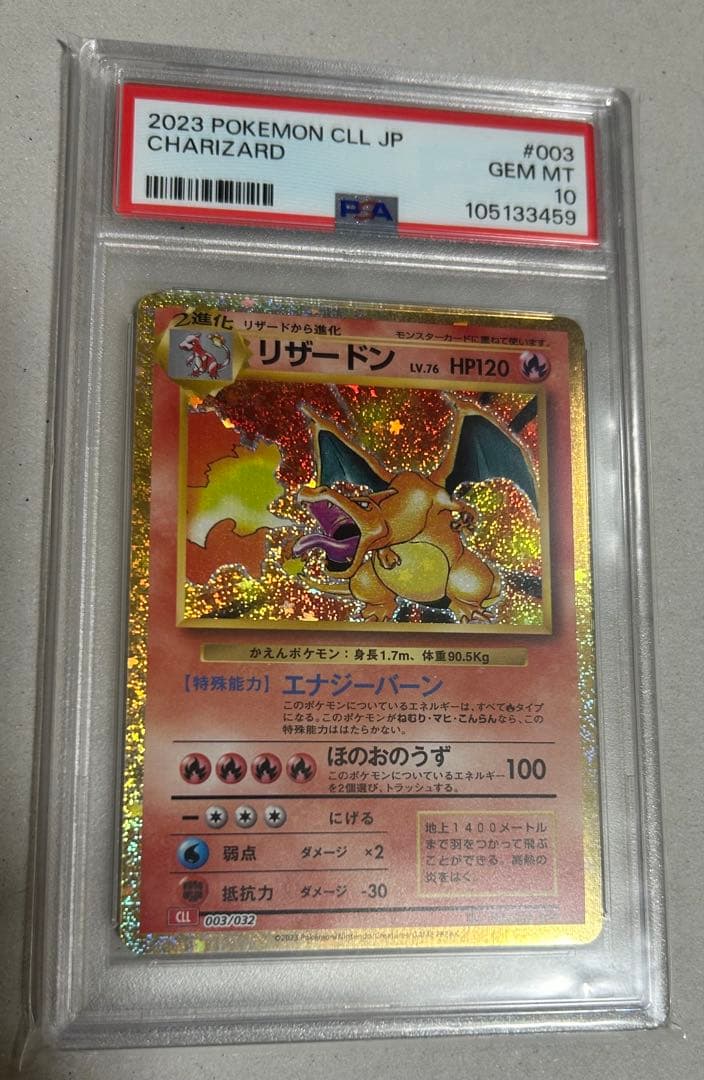 2023 POKEMON CLL JP
#003
CHARIZARD
GEM MT
10
PSA
105133459
2進化
リザードから進化
モンスターカードに重ねて使います。
リザードン
LV.76
HP120
かえんポケモン：身長1.7m、体重90.5Kg
【特殊能力】エナジーバーン
このポケモンについているエネルギーは、すべて🔥タイプ
になる。このポケモンがねむり・マヒ・こんらんなら、この
特殊能力ははたらかない。
ほのおのうず
100
このポケモンについているエネルギー
を2個選び、トラッシュする。
にげる
弱点
ダメージ ×2
抵抗力
ダメージ -30
地上1400メートル
まで羽をつかって飛ぶ
ことができる。高熱の
炎をはく。
CLL 003/032
©2023 Pokémon/Nintendo/Creatures/GAME FREAK.